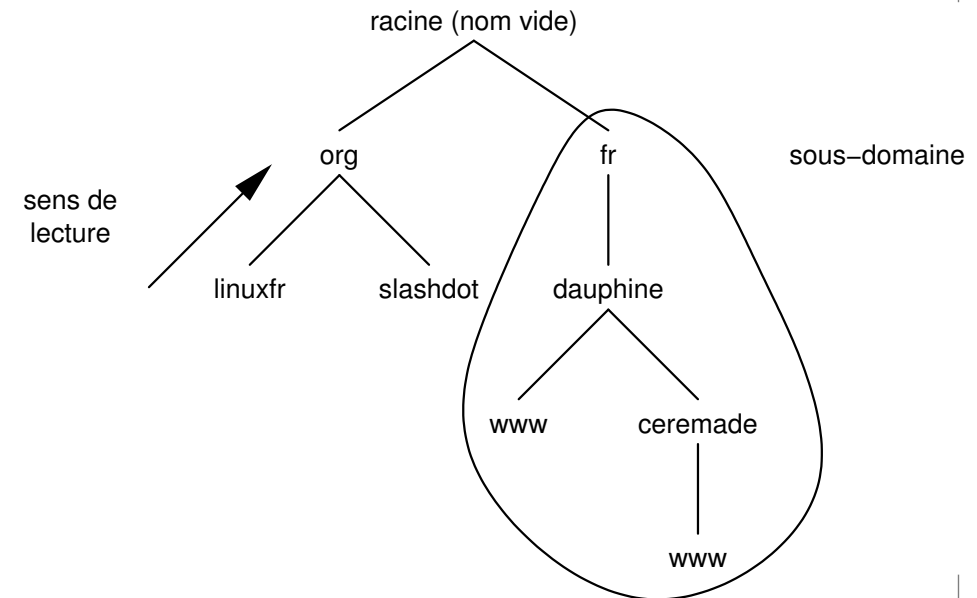 racine (nom vide)
org
fr
sous−domaine
sens de
lecture
linuxfr
slashdot
dauphine
www
ceremade
www